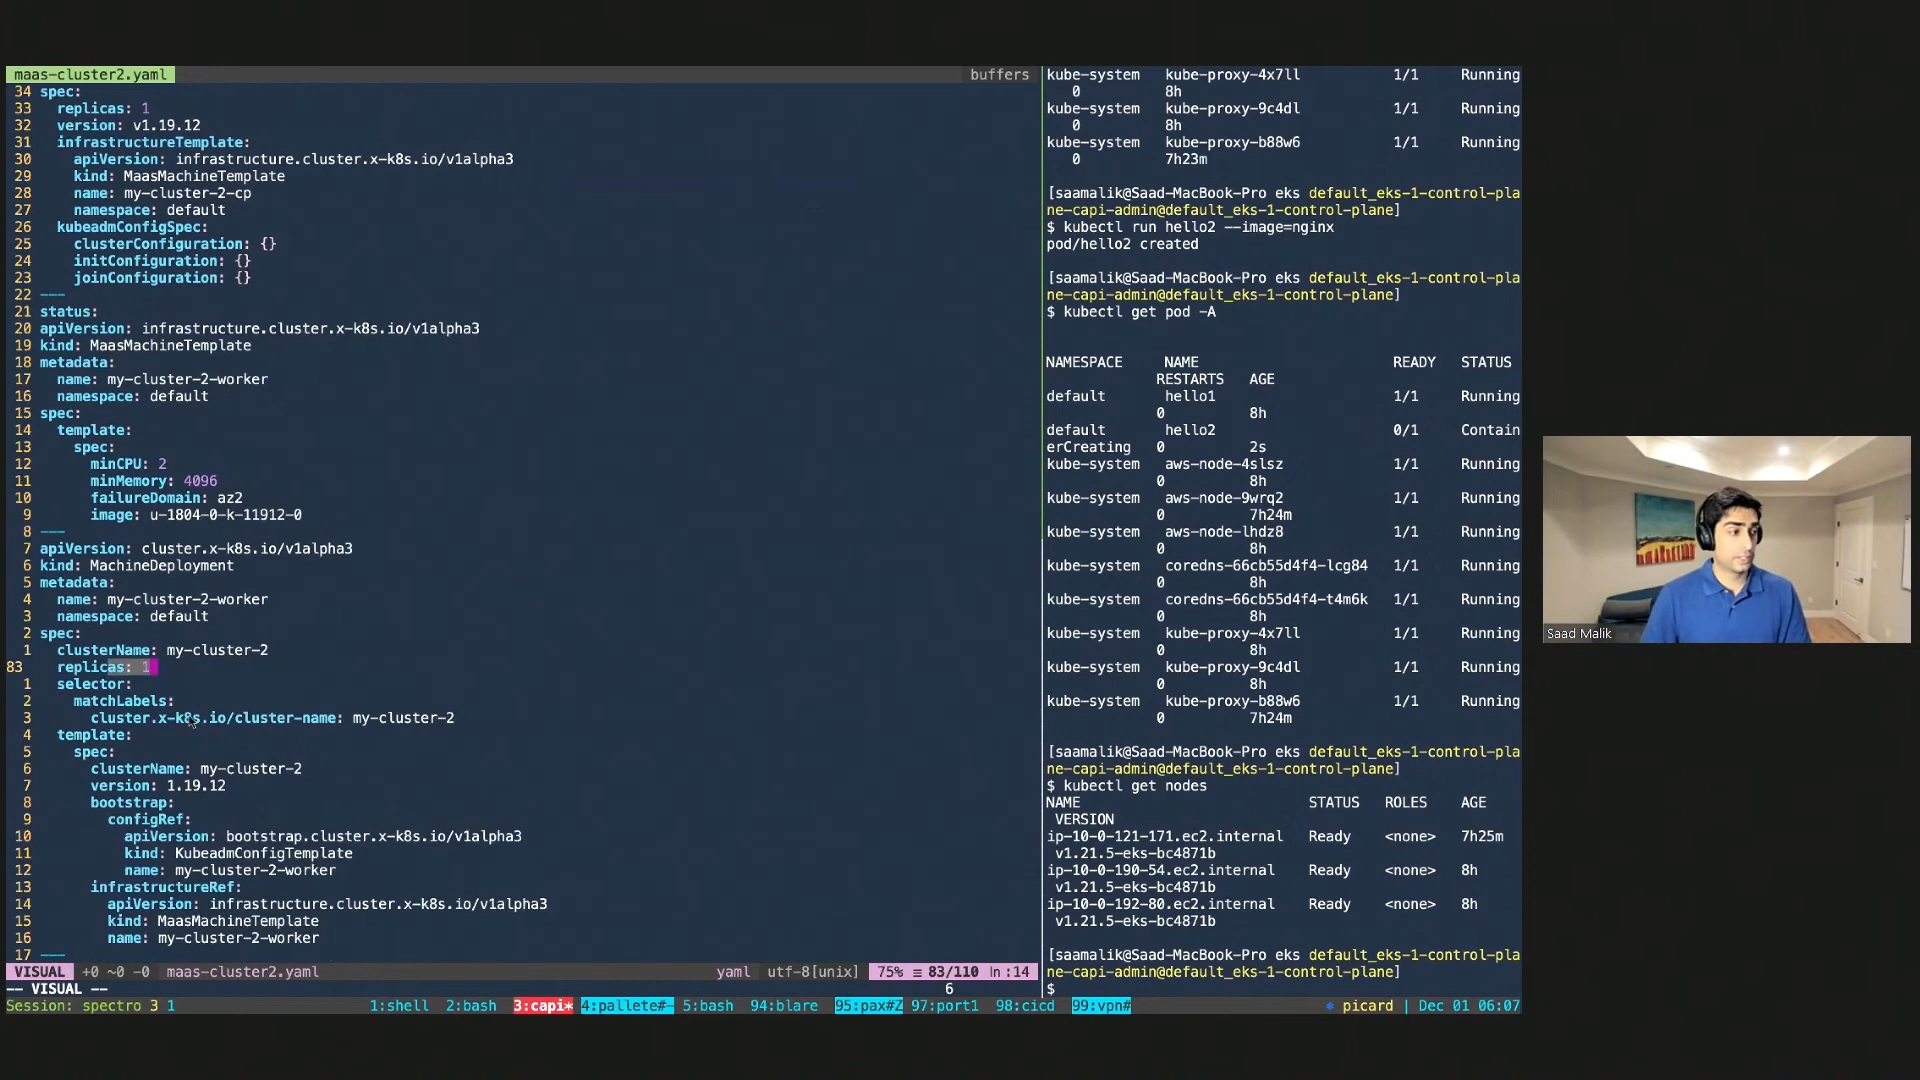 maas-cluster2.yaml
buffers
34 spec:
33 replicas: 1
32 version: v1.19.12
31 infrastructureTemplate:
30 apiVersion: infrastructure.cluster.x-k8s.io/v1alpha3
29 kind: MaasMachineTemplate
28 name: my-cluster-2-cp
27 namespace: default
26 kubeadmConfigSpec:
25 clusterConfiguration: {}
24 initConfiguration: {}
23 joinConfiguration: {}
22 ---
21 status:
20 apiVersion: infrastructure.cluster.x-k8s.io/v1alpha3
19 kind: MaasMachineTemplate
18 metadata:
17 name: my-cluster-2-worker
16 namespace: default
15 spec:
14 template:
13 spec:
12 minCPU: 2
11 minMemory: 4096
10 failureDomain: az2
9 image: u-1804-0-k-11912-0
8 ---
7 apiVersion: cluster.x-k8s.io/v1alpha3
6 kind: MachineDeployment
5 metadata:
4 name: my-cluster-2-worker
3 namespace: default
2 spec:
1 clusterName: my-cluster-2
83 replicas: 1
1 selector:
2 matchLabels:
3 cluster.x-k8s.io/cluster-name: my-cluster-2
4 template:
5 spec:
6 clusterName: my-cluster-2
7 version: 1.19.12
8 bootstrap:
9 configRef:
10 apiVersion: bootstrap.cluster.x-k8s.io/v1alpha3
11 kind: KubeadmConfigTemplate
12 name: my-cluster-2-worker
13 infrastructureRef:
14 apiVersion: infrastructure.cluster.x-k8s.io/v1alpha3
15 kind: MaasMachineTemplate
16 name: my-cluster-2-worker
17 ---
VISUAL +0 ~0 -0 maas-cluster2.yaml yaml utf-8[unix] 75% ≡ 83/110 ln:14
-- VISUAL -- 6
kube-system kube-proxy-4x7ll 1/1 Running
0 8h
kube-system kube-proxy-9c4dl 1/1 Running
0 8h
kube-system kube-proxy-b88w6 1/1 Running
0 7h23m
[saamalik@Saad-MacBook-Pro eks default_eks-1-control-pla
ne-capi-admin@default_eks-1-control-plane]
$ kubectl run hello2 --image=nginx
pod/hello2 created
[saamalik@Saad-MacBook-Pro eks default_eks-1-control-pla
ne-capi-admin@default_eks-1-control-plane]
$ kubectl get pod -A
NAMESPACE NAME READY STATUS
RESTARTS AGE
default hello1 1/1 Running
0 8h
default hello2 0/1 Contain
erCreating 0 2s
kube-system aws-node-4slsz 1/1 Running
0 8h
kube-system aws-node-9wrq2 1/1 Running
0 7h24m
kube-system aws-node-lhdz8 1/1 Running
0 8h
kube-system coredns-66cb55d4f4-lcg84 1/1 Running
0 8h
kube-system coredns-66cb55d4f4-t4m6k 1/1 Running
0 8h
kube-system kube-proxy-4x7ll 1/1 Running
0 8h
kube-system kube-proxy-9c4dl 1/1 Running
0 8h
kube-system kube-proxy-b88w6 1/1 Running
0 7h24m
[saamalik@Saad-MacBook-Pro eks default_eks-1-control-pla
ne-capi-admin@default_eks-1-control-plane]
$ kubectl get nodes
NAME STATUS ROLES AGE
VERSION
ip-10-0-121-171.ec2.internal Ready <none> 7h25m
v1.21.5-eks-bc4871b
ip-10-0-190-54.ec2.internal Ready <none> 8h
v1.21.5-eks-bc4871b
ip-10-0-192-80.ec2.internal Ready <none> 8h
v1.21.5-eks-bc4871b
[saamalik@Saad-MacBook-Pro eks default_eks-1-control-pla
ne-capi-admin@default_eks-1-control-plane]
$
Session: spectro 3 1 1:shell 2:bash 3:capi* 4:pallete#- 5:bash 94:blare 95:pax#Z 97:port1 98:cicd 99:vpn# picard | Dec 01 06:07
Saad Malik